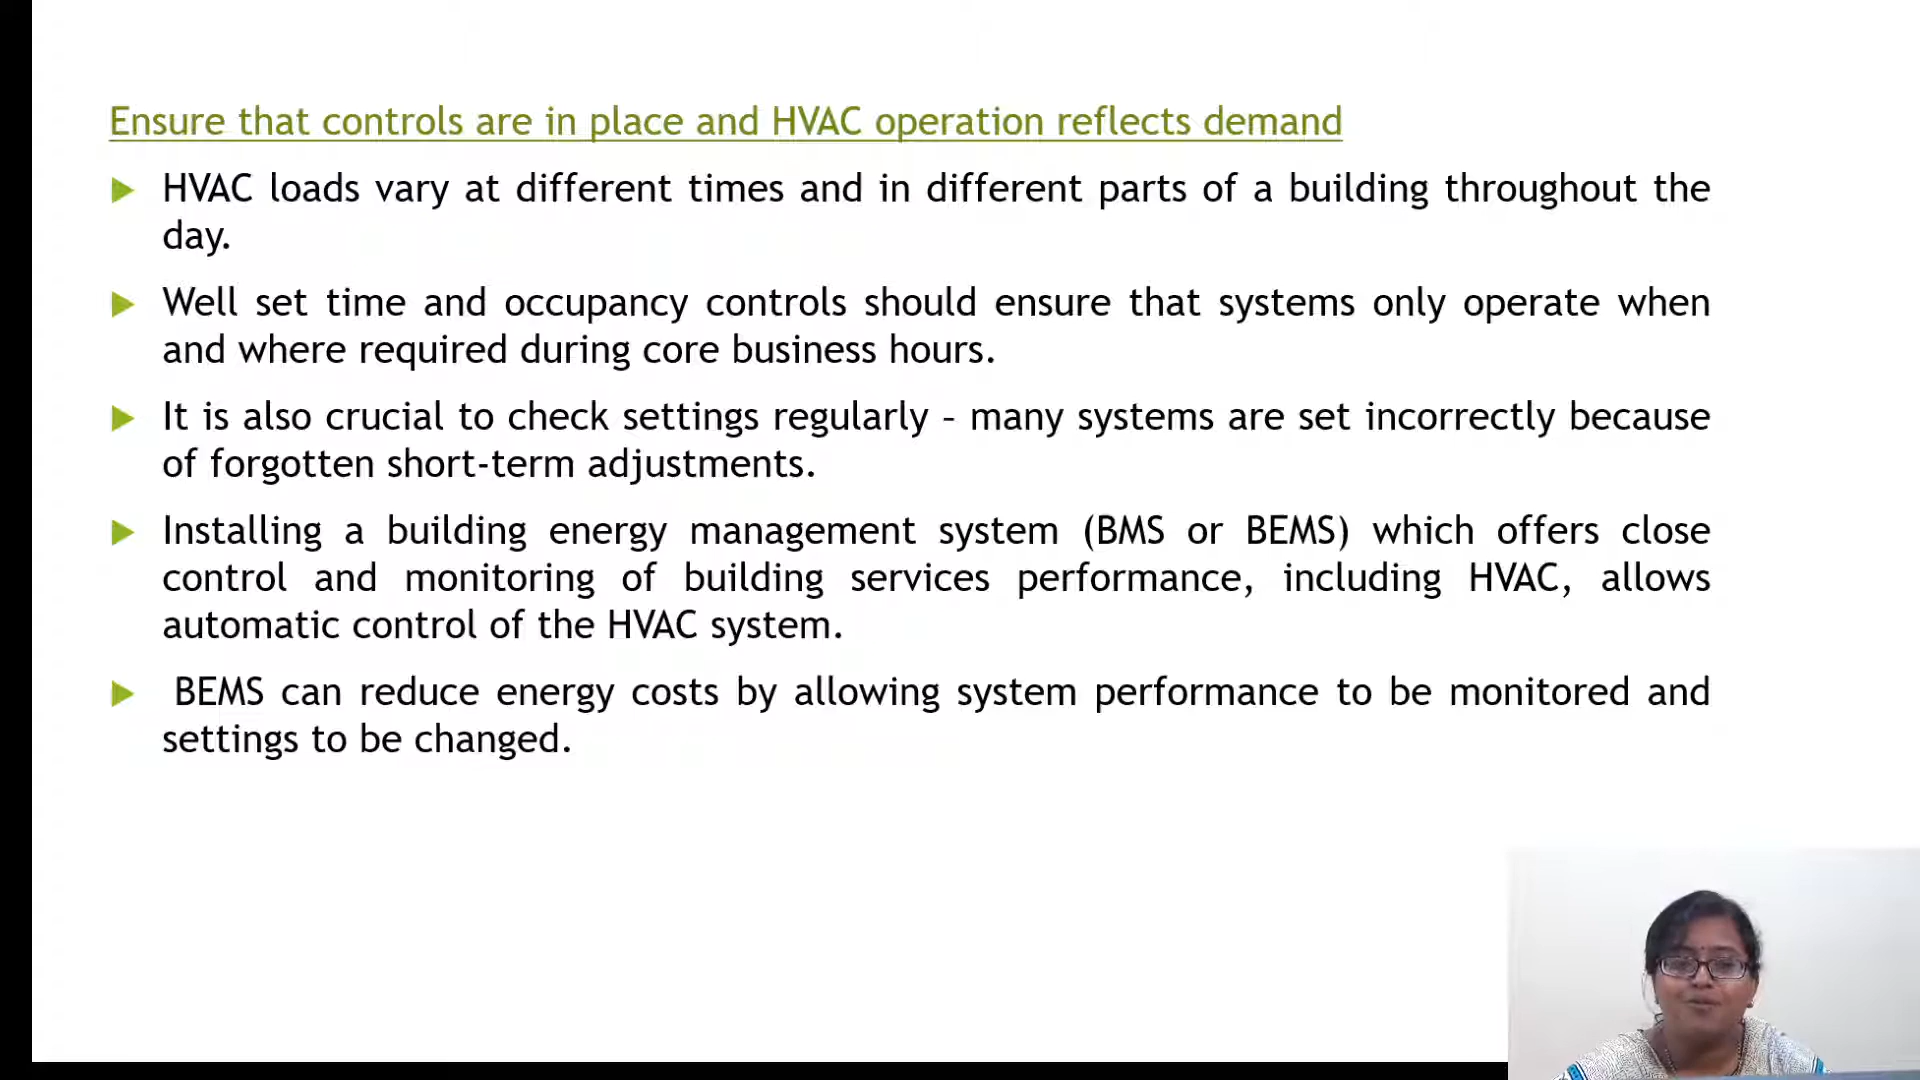 Ensure that controls are in place and HVAC operation reflects demand
HVAC loads vary at different times and in different parts of a building throughout the
day.
Well set time and occupancy controls should ensure that systems only operate when
and where required during core business hours.
It is also crucial to check settings regularly – many systems are set incorrectly because
of forgotten short-term adjustments.
Installing a building energy management system (BMS or BEMS) which offers close
control and monitoring of building services performance, including HVAC, allows
automatic control of the HVAC system.
BEMS can reduce energy costs by allowing system performance to be monitored and
settings to be changed.